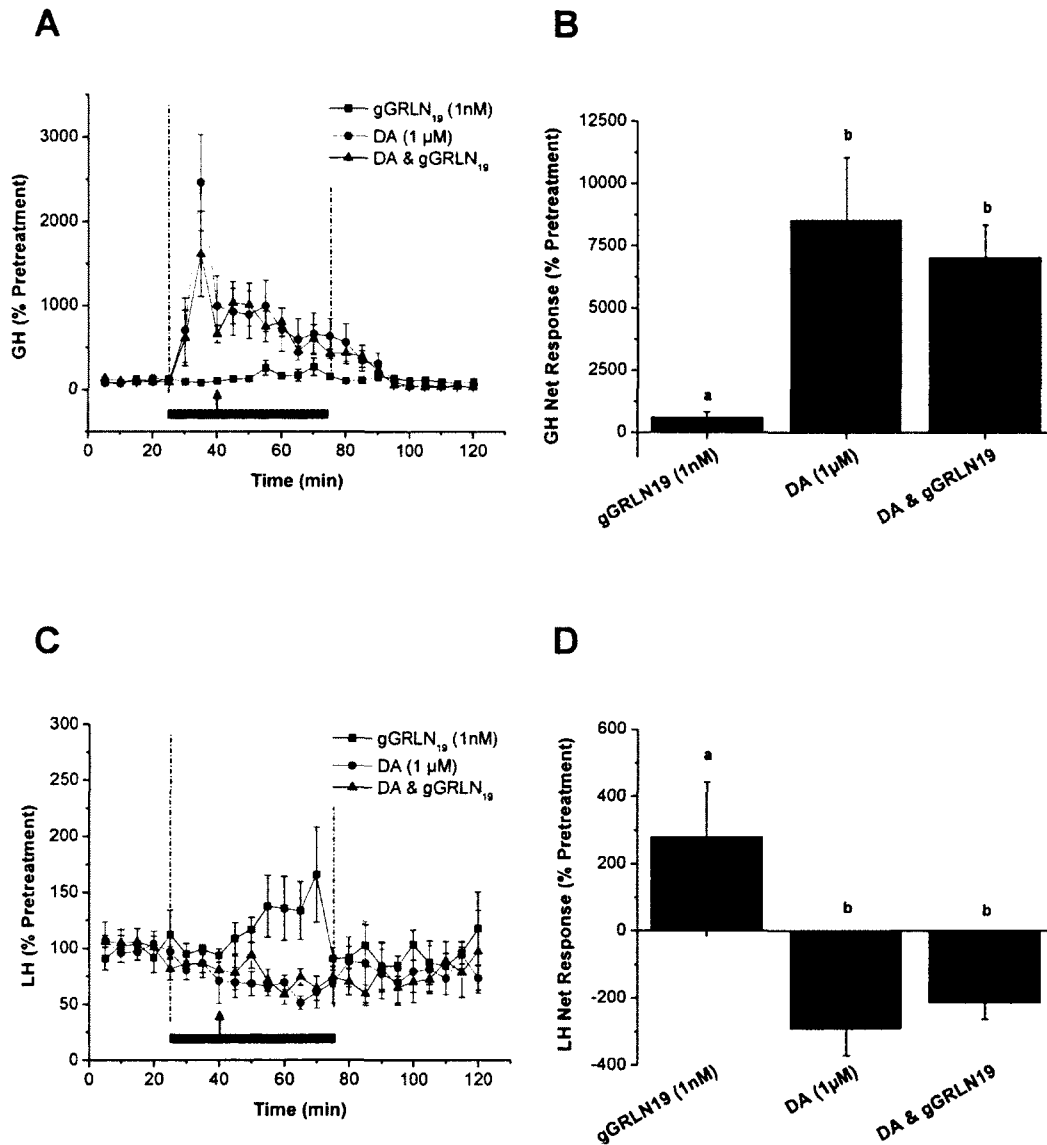 A
GH (% Pretreatment)
3000
2000
1000
0
gGRLN19 (1nM)
DA (1 µM)
DA & gGRLN19
0 20 40 60 80 100 120
Time (min)
B
GH Net Response (% Pretreatment)
12500
10000
7500
5000
2500
0
a
b
b
gGRLN19 (1nM)
DA (1µM)
DA & gGRLN19
C
LH (% Pretreatment)
300
250
200
150
100
50
0
gGRLN19 (1nM)
DA (1 µM)
DA & gGRLN19
0 20 40 60 80 100 120
Time (min)
D
LH Net Response (% Pretreatment)
600
400
200
0
-200
-400
a
b
b
gGRLN19 (1nM)
DA (1µM)
DA & gGRLN19